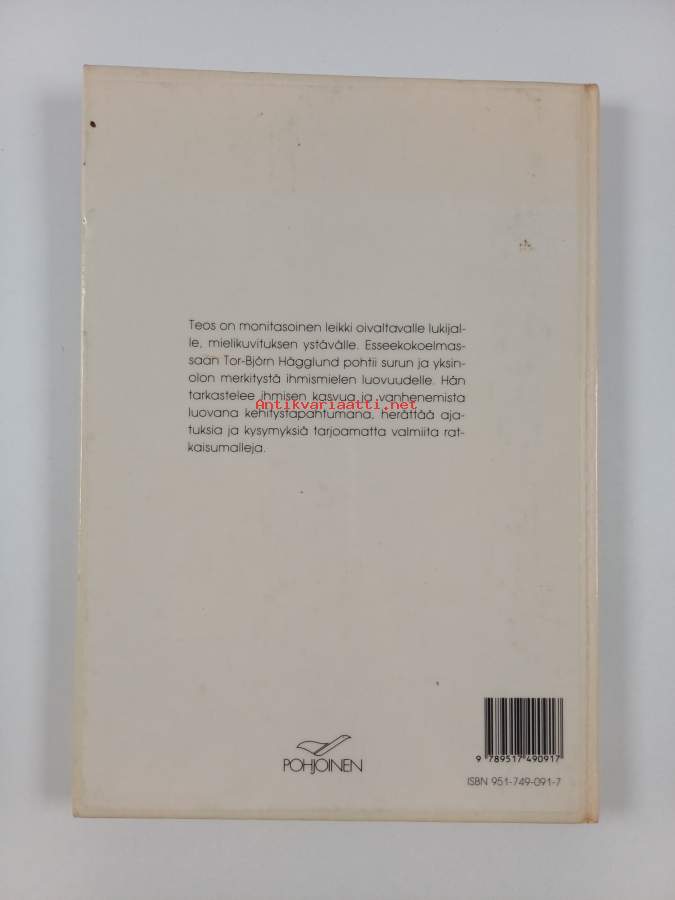 Teos on monitasoinen leikki oivaltavalle lukijal-
le, mielikuvituksen ystävälle. Esseekokoelmas-
saan Tor-Björn Hägglund pohtii surun ja yksin-
olon merkitystä ihmismielen luovuudelle. Hän
tarkastelee ihmisen kasvua ja vanhenemista
Antikvariaatti.net
luovana kehitystapahtumana, herättää aja-
tuksia ja kysymyksiä tarjoamatta valmiita rat-
kaisumalleja.
POHJOINEN
9 789517 490917
ISBN 951-749-091-7